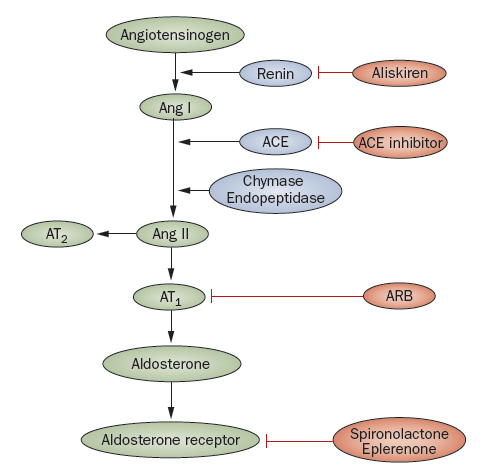 Angiotensinogen
Renin
Aliskiren
Ang I
ACE
ACE inhibitor
Chymase
Endopeptidase
AT2
Ang II
AT1
ARB
Aldosterone
Aldosterone receptor
Spironolactone
Eplerenone